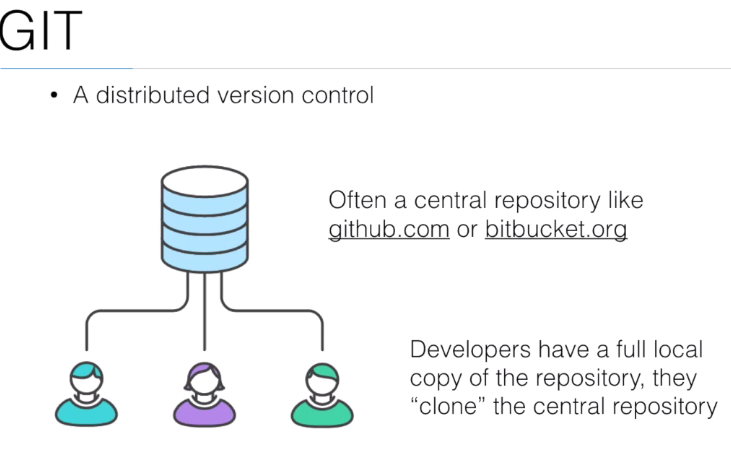 GIT
• A distributed version control
Often a central repository like
github.com or bitbucket.org
Developers have a full local
copy of the repository, they
“clone” the central repository